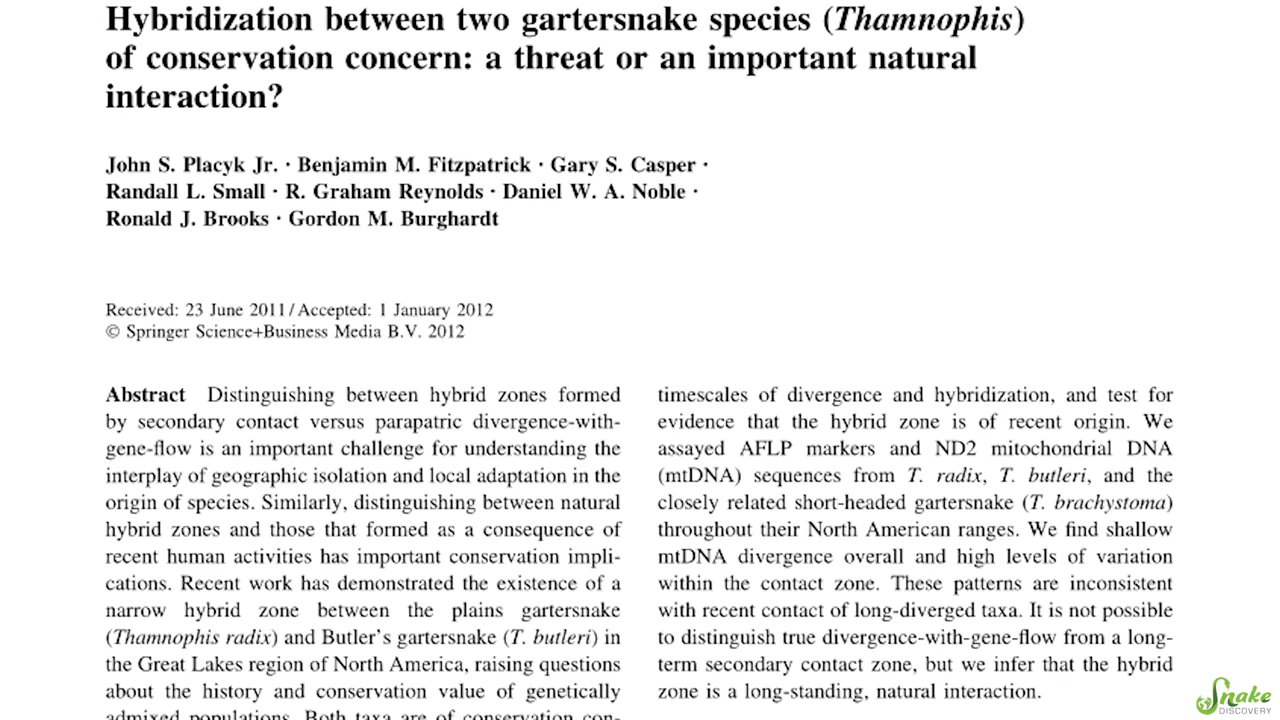 Hybridization between two gartersnake species (Thamnophis)
of conservation concern: a threat or an important natural
interaction?
John S. Placyk Jr. · Benjamin M. Fitzpatrick · Gary S. Casper ·
Randall L. Small · R. Graham Reynolds · Daniel W. A. Noble ·
Ronald J. Brooks · Gordon M. Burghardt
Received: 23 June 2011 / Accepted: 1 January 2012
© Springer Science+Business Media B.V. 2012
Abstract Distinguishing between hybrid zones formed
by secondary contact versus parapatric divergence-with-
gene-flow is an important challenge for understanding the
interplay of geographic isolation and local adaptation in the
origin of species. Similarly, distinguishing between natural
hybrid zones and those that formed as a consequence of
recent human activities has important conservation impli-
cations. Recent work has demonstrated the existence of a
narrow hybrid zone between the plains gartersnake
(Thamnophis radix) and Butler's gartersnake (T. butleri) in
the Great Lakes region of North America, raising questions
about the history and conservation value of genetically
admixed populations. Both taxa are of conservation con-
timescales of divergence and hybridization, and test for
evidence that the hybrid zone is of recent origin. We
assayed AFLP markers and ND2 mitochondrial DNA
(mtDNA) sequences from T. radix, T. butleri, and the
closely related short-headed gartersnake (T. brachystoma)
throughout their North American ranges. We find shallow
mtDNA divergence overall and high levels of variation
within the contact zone. These patterns are inconsistent
with recent contact of long-diverged taxa. It is not possible
to distinguish true divergence-with-gene-flow from a long-
term secondary contact zone, but we infer that the hybrid
zone is a long-standing, natural interaction.
Snake
DISCOVERY